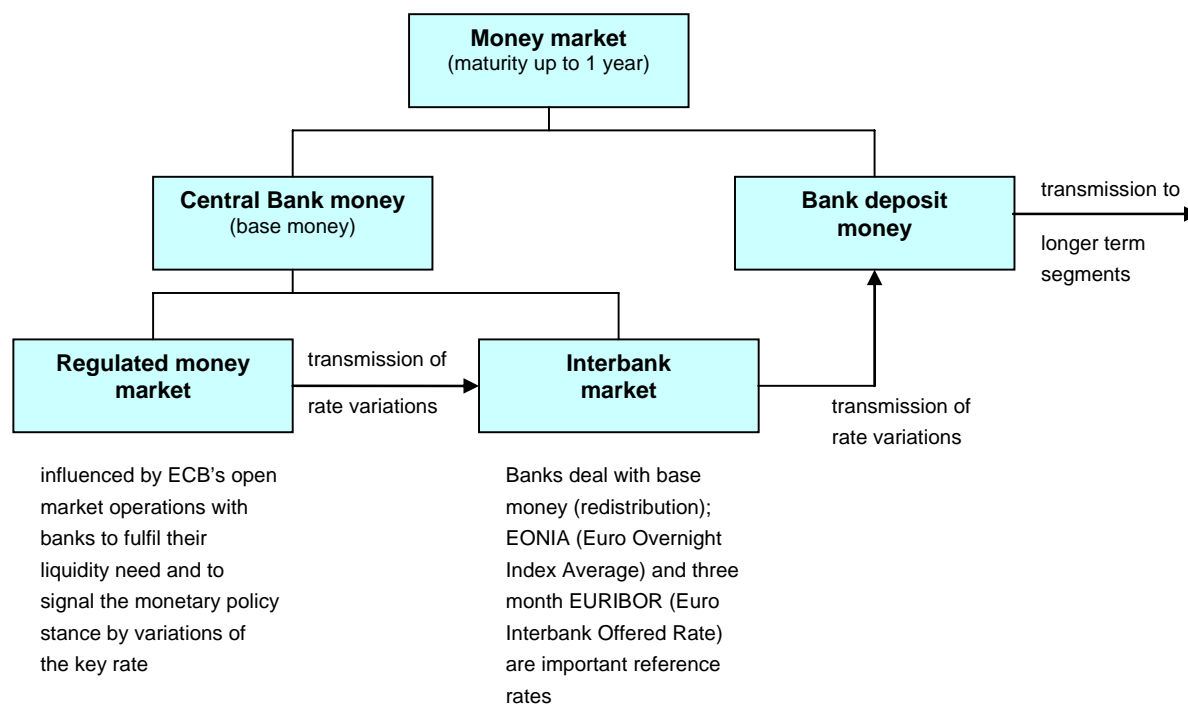 Money market
(maturity up to 1 year)
Central Bank money
(base money)
Bank deposit
money
transmission to
longer term
segments
Regulated money
market
transmission of
rate variations
Interbank
market
transmission of
rate variations
influenced by ECB’s open
market operations with
banks to fulfil their
liquidity need and to
signal the monetary policy
stance by variations of
the key rate
Banks deal with base
money (redistribution);
EONIA (Euro Overnight
Index Average) and three
month EURIBOR (Euro
Interbank Offered Rate)
are important reference
rates